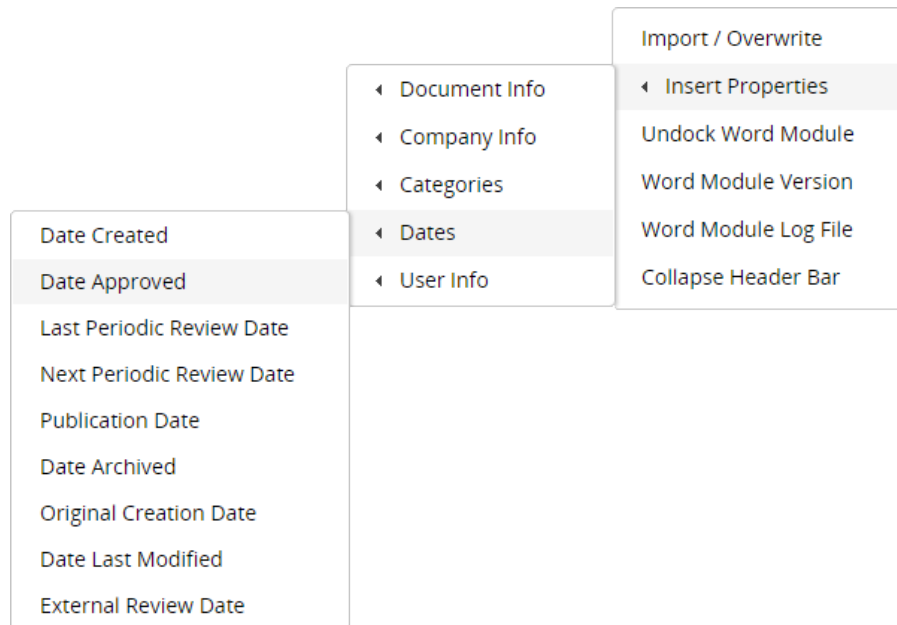 Import / Overwrite
Insert Properties
Undock Word Module
Word Module Version
Word Module Log File
Collapse Header Bar
Document Info
Company Info
Categories
Dates
User Info
Date Created
Date Approved
Last Periodic Review Date
Next Periodic Review Date
Publication Date
Date Archived
Original Creation Date
Date Last Modified
External Review Date